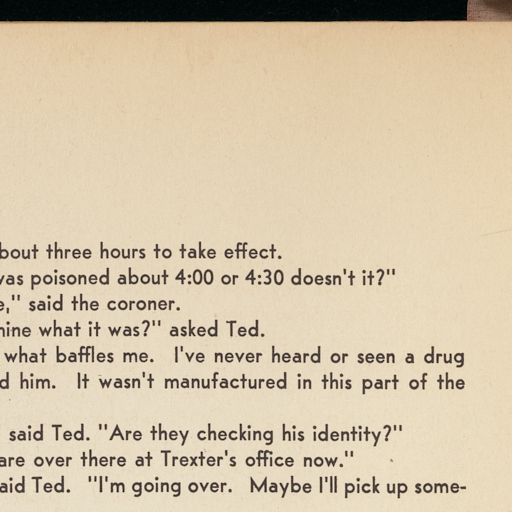 bout three hours to take effect.
was poisoned about 4:00 or 4:30 doesn't it?"
e," said the coroner.
nine what it was?" asked Ted.
what baffles me. I've never heard or seen a drug
d him. It wasn't manufactured in this part of the
said Ted. "Are they checking his identity?"
are over there at Trexter's office now."
aid Ted. "I'm going over. Maybe I'll pick up some-